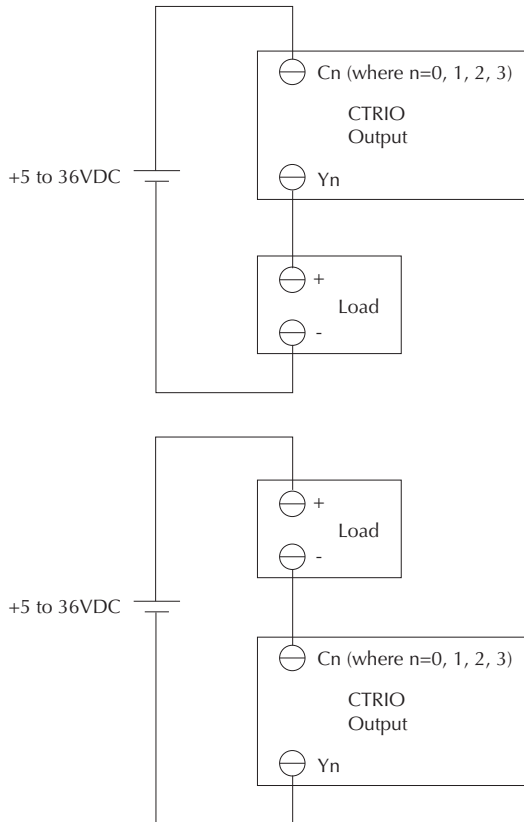 Cn (where n=0, 1, 2, 3)
CTRIO
Output
+5 to 36VDC
Yn
+
Load
-
+
Load
-
+5 to 36VDC
Cn (where n=0, 1, 2, 3)
CTRIO
Output
Yn